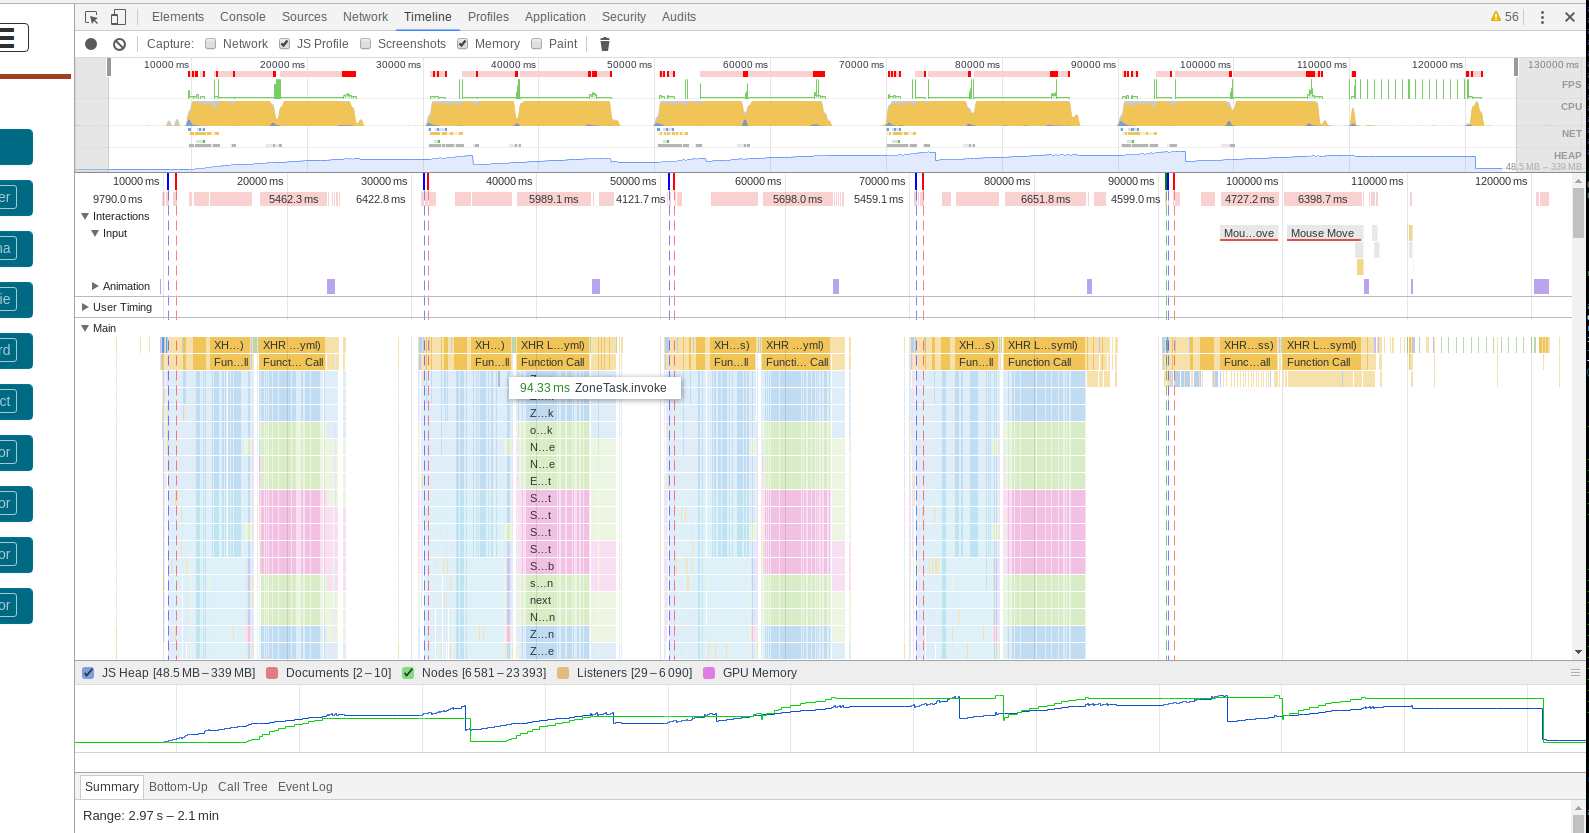 Elements Console Sources Network Timeline Profiles Application Security Audits 56
Capture: Network JS Profile Screenshots Memory Paint
10000 ms 20000 ms 30000 ms 40000 ms 50000 ms 60000 ms 70000 ms 80000 ms 90000 ms 100000 ms 110000 ms 120000 ms 130000 ms
FPS
CPU
NET
HEAP
48.5 MB – 339 MB
10000 ms 20000 ms 30000 ms 40000 ms 50000 ms 60000 ms 70000 ms 80000 ms 90000 ms 100000 ms 110000 ms 120000 ms
9790.0 ms 5462.3 ms 6422.8 ms 5989.1 ms 4121.7 ms 5698.0 ms 5459.1 ms 6651.8 ms 4599.0 ms 4727.2 ms 6398.7 ms
Interactions
Input Mou…ove Mouse Move
Animation
User Timing
Main
XH…) XHR …yml) XH…) XHR L…yml) XH…s) XHR …yml) XH…s) XHR L…syml) XHR…ss) XHR L…syml)
Fun…ll Funct… Call Fun…ll Function Call Fun…ll Functi… Call Fun…ll Function Call Func…all Function Call
94.33 ms ZoneTask.invoke
Z…k
o…k
N…e
N…e
E…t
S…t
S…t
S…t
S…t
S…b
s…n
next
N…n
Z…n
Z…e
er
na
ie
rd
ct
or
or
or
or
JS Heap [48.5 MB – 339 MB] Documents [2 – 10] Nodes [6 581 – 23 393] Listeners [29 – 6 090] GPU Memory
Summary Bottom-Up Call Tree Event Log
Range: 2.97 s – 2.1 min